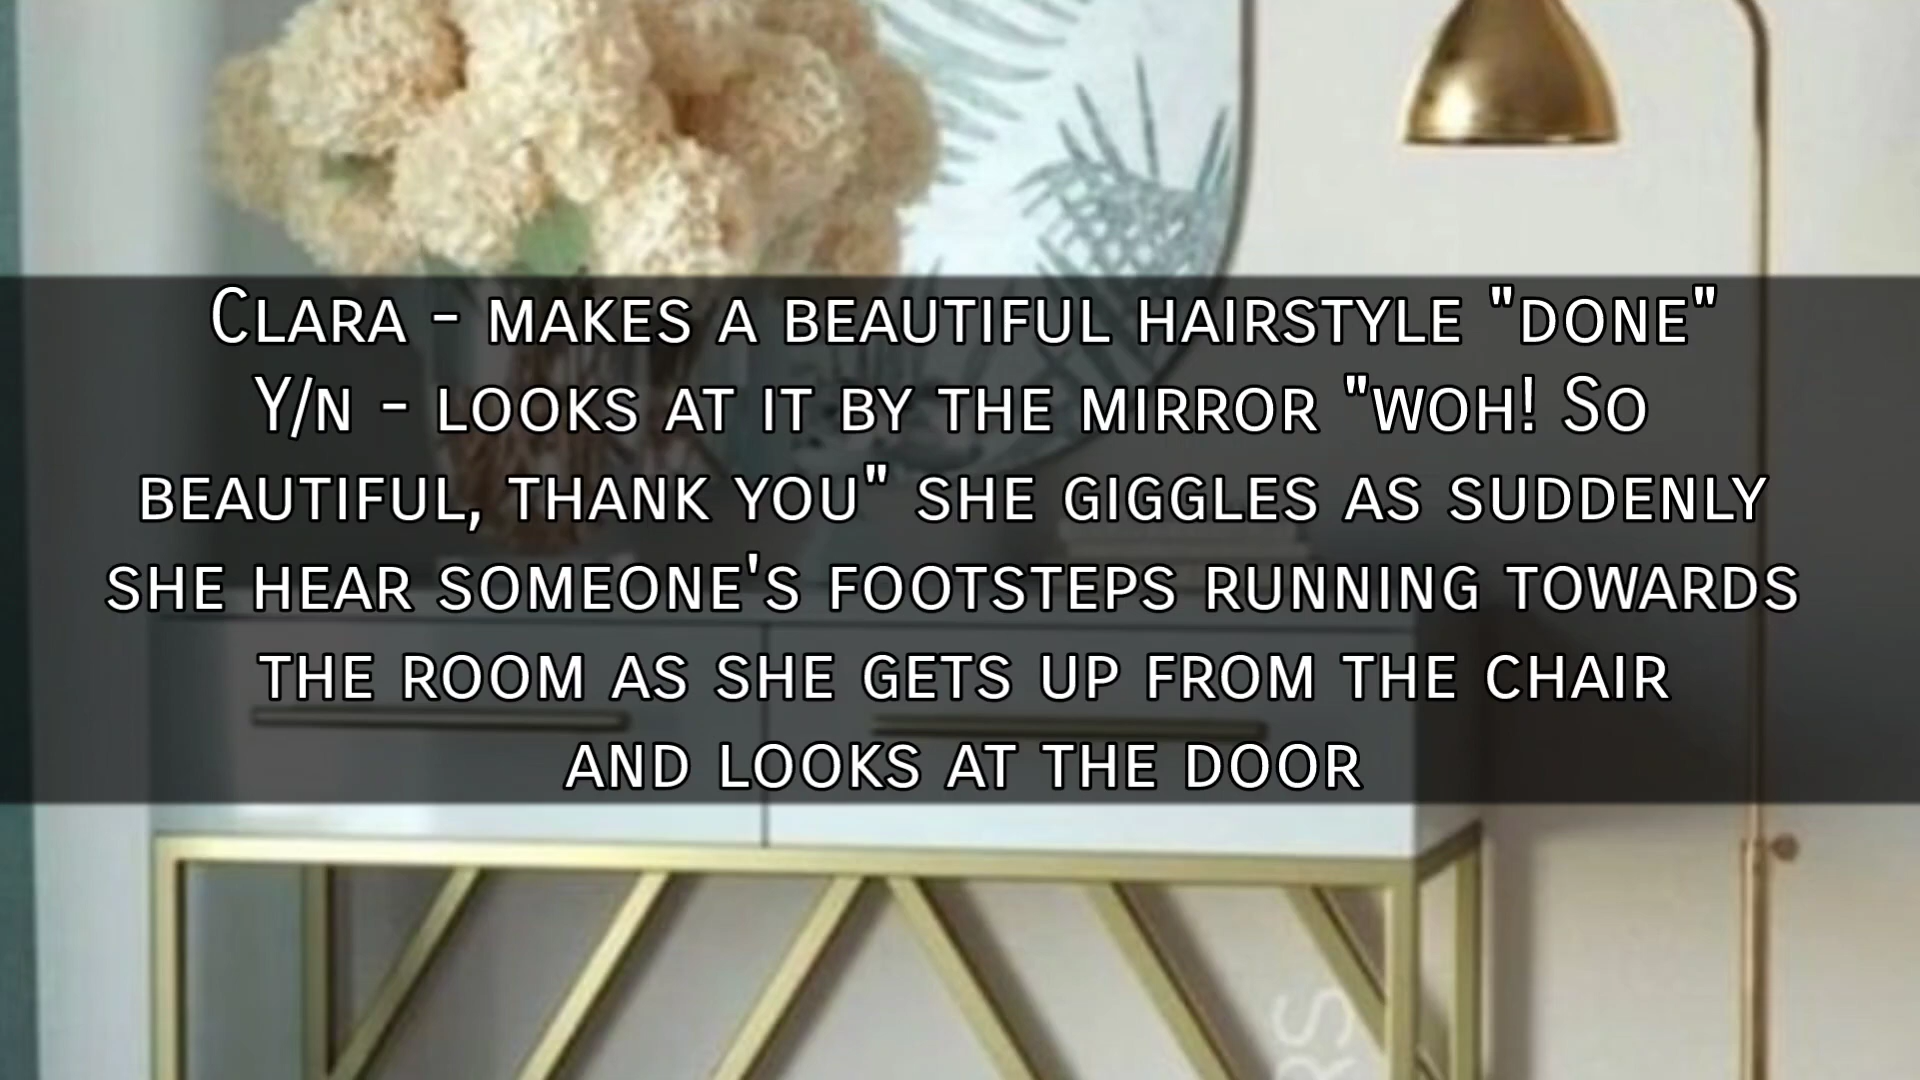 Clara - makes a beautiful hairstyle "done"
Y/n - looks at it by the mirror "woh! So
beautiful, thank you" she giggles as suddenly
she hear someone's footsteps running towards
the room as she gets up from the chair
and looks at the door
RS